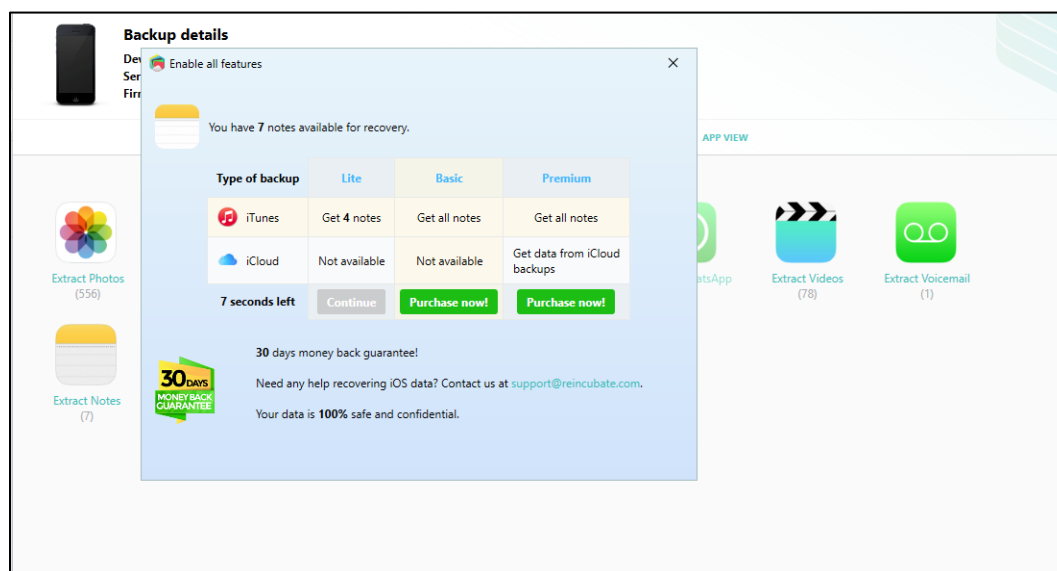 Backup details
Enable all features
You have 7 notes available for recovery.
APP VIEW
Type of backup Lite Basic Premium
iTunes Get 4 notes Get all notes Get all notes
iCloud Not available Not available Get data from iCloud
backups
7 seconds left Continue Purchase now! Purchase now!
Extract Photos
(556)
Extract Videos
(78)
Extract Voicemail
(1)
Extract Notes
(7)
30 days money back guarantee!
30 DAYS
MONEY BACK
GUARANTEE
Need any help recovering iOS data? Contact us at support@reincubate.com.
Your data is 100% safe and confidential.